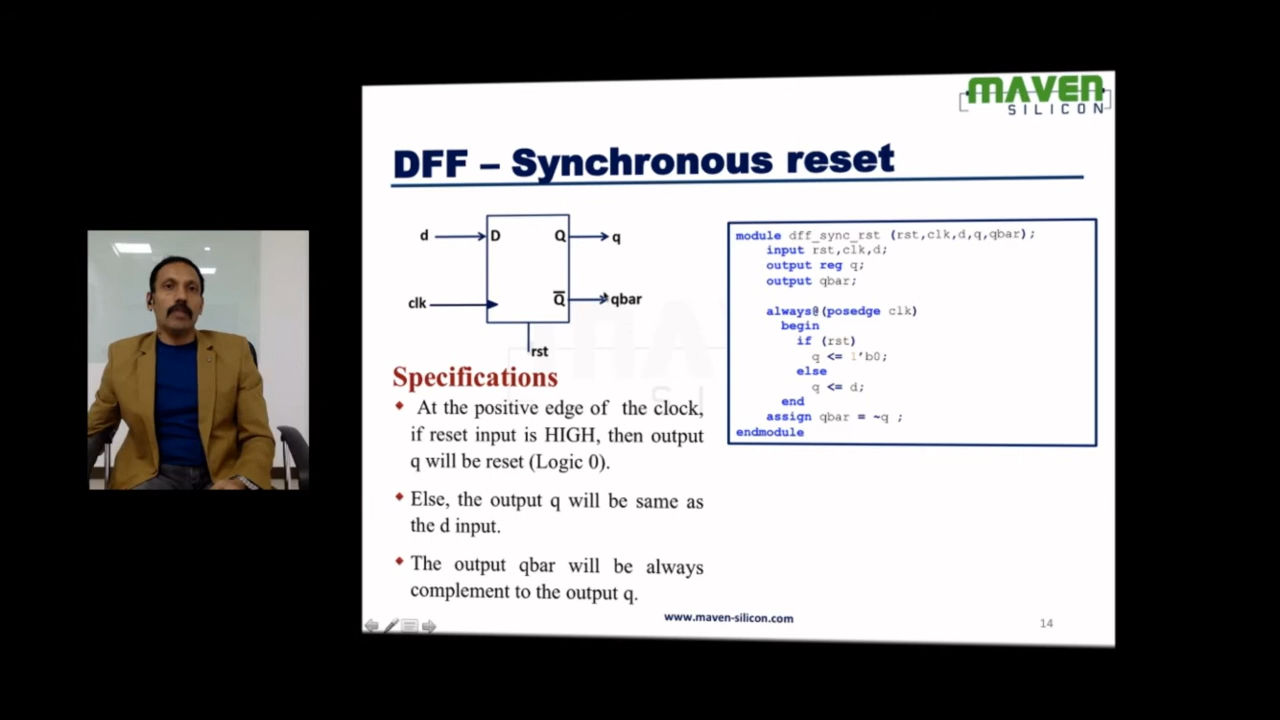 MAVEN
SILICON
DFF – Synchronous reset
d
D
Q
q
clk
Q̅
qbar
rst
Specifications
At the positive edge of the clock,
if reset input is HIGH, then output
q will be reset (Logic 0).
Else, the output q will be same as
the d input.
The output qbar will be always
complement to the output q.
module dff_sync_rst (rst,clk,d,q,qbar);
input rst,clk,d;
output reg q;
output qbar;
always@(posedge clk)
begin
if (rst)
q <= 1'b0;
else
q <= d;
end
assign qbar = ~q ;
endmodule
www.maven-silicon.com
14